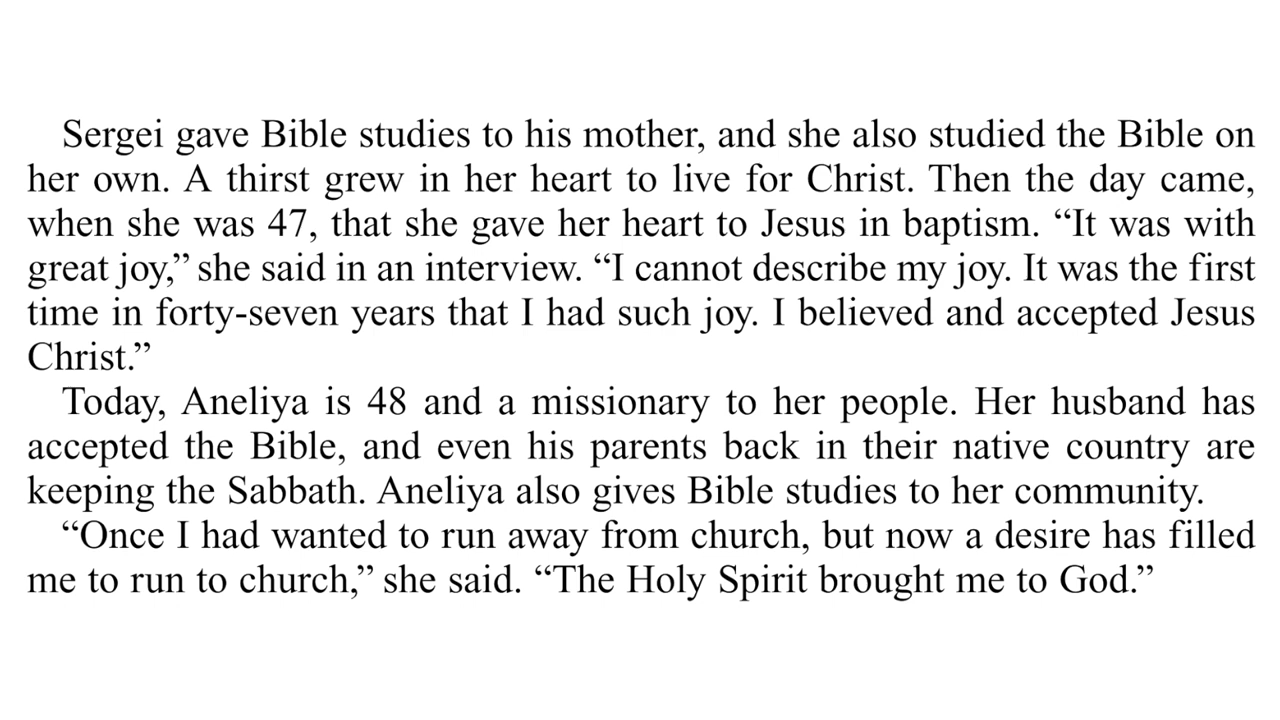 Sergei gave Bible studies to his mother, and she also studied the Bible on
her own. A thirst grew in her heart to live for Christ. Then the day came,
when she was 47, that she gave her heart to Jesus in baptism. “It was with
great joy,” she said in an interview. “I cannot describe my joy. It was the first
time in forty-seven years that I had such joy. I believed and accepted Jesus
Christ.”
Today, Aneliya is 48 and a missionary to her people. Her husband has
accepted the Bible, and even his parents back in their native country are
keeping the Sabbath. Aneliya also gives Bible studies to her community.
“Once I had wanted to run away from church, but now a desire has filled
me to run to church,” she said. “The Holy Spirit brought me to God.”